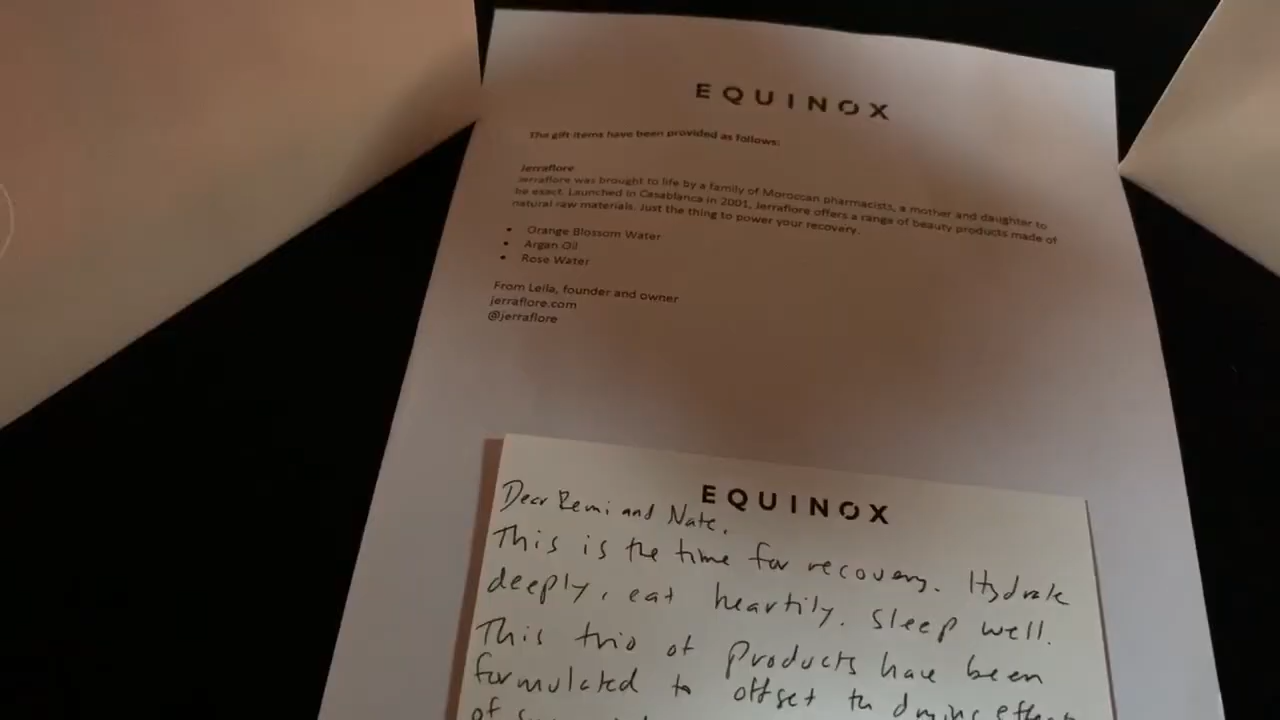 EQUINOX
The gift items have been provided as follows:
Jerraflore
Jerraflore was brought to life by a family of Moroccan pharmacists, a mother and daughter to
be exact. Launched in Casablanca in 2001, Jerraflore offers a range of beauty products made of
natural raw materials. Just the thing to power your recovery.
• Orange Blossom Water
• Argan Oil
• Rose Water
From Leila, founder and owner
jerraflore.com
@jerraflore
EQUINOX
Dear Remi and Nate,
This is the time for recovery. Hydrate
deeply, eat heartily. Sleep well.
This trio of products have been
formulated to offset the drying effect
of